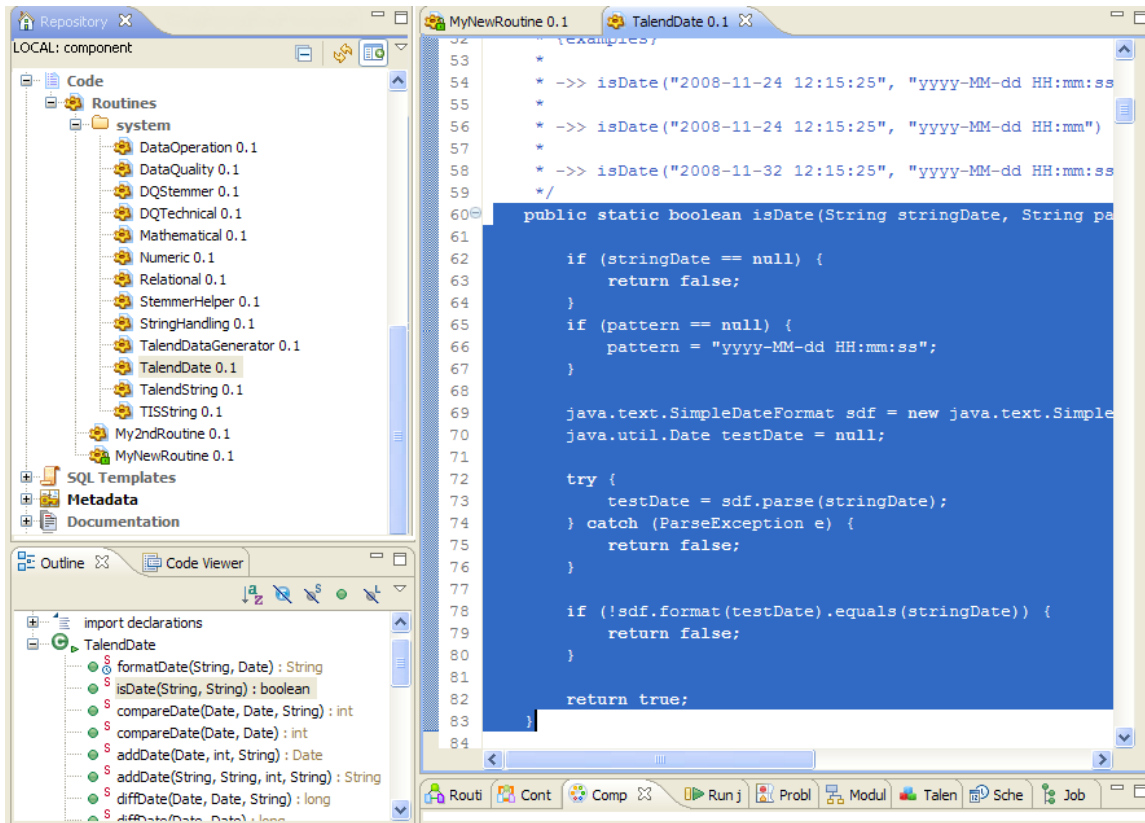 Repository
LOCAL: component
Code
Routines
system
DataOperation 0.1
DataQuality 0.1
DQStemmer 0.1
DQTechnical 0.1
Mathematical 0.1
Numeric 0.1
Relational 0.1
StemmerHelper 0.1
StringHandling 0.1
TalendDataGenerator 0.1
TalendDate 0.1
TalendString 0.1
TISString 0.1
My2ndRoutine 0.1
MyNewRoutine 0.1
SQL Templates
Metadata
Documentation
Outline Code Viewer
import declarations
TalendDate
formatDate(String, Date) : String
isDate(String, String) : boolean
compareDate(Date, Date, String) : int
compareDate(Date, Date) : int
addDate(Date, int, String) : Date
addDate(String, String, int, String) : String
diffDate(Date, Date, String) : long
diffDate(Date, Date) : long
MyNewRoutine 0.1 TalendDate 0.1
52 * {examples}
53 *
54 * ->> isDate("2008-11-24 12:15:25", "yyyy-MM-dd HH:mm:ss
55 *
56 * ->> isDate("2008-11-24 12:15:25", "yyyy-MM-dd HH:mm")
57 *
58 * ->> isDate("2008-11-32 12:15:25", "yyyy-MM-dd HH:mm:ss
59 */
60 public static boolean isDate(String stringDate, String pa
61
62 if (stringDate == null) {
63 return false;
64 }
65 if (pattern == null) {
66 pattern = "yyyy-MM-dd HH:mm:ss";
67 }
68
69 java.text.SimpleDateFormat sdf = new java.text.Simple
70 java.util.Date testDate = null;
71
72 try {
73 testDate = sdf.parse(stringDate);
74 } catch (ParseException e) {
75 return false;
76 }
77
78 if (!sdf.format(testDate).equals(stringDate)) {
79 return false;
80 }
81
82 return true;
83 }
84
Routi Cont Comp Run j Probl Modul Talen Sche Job